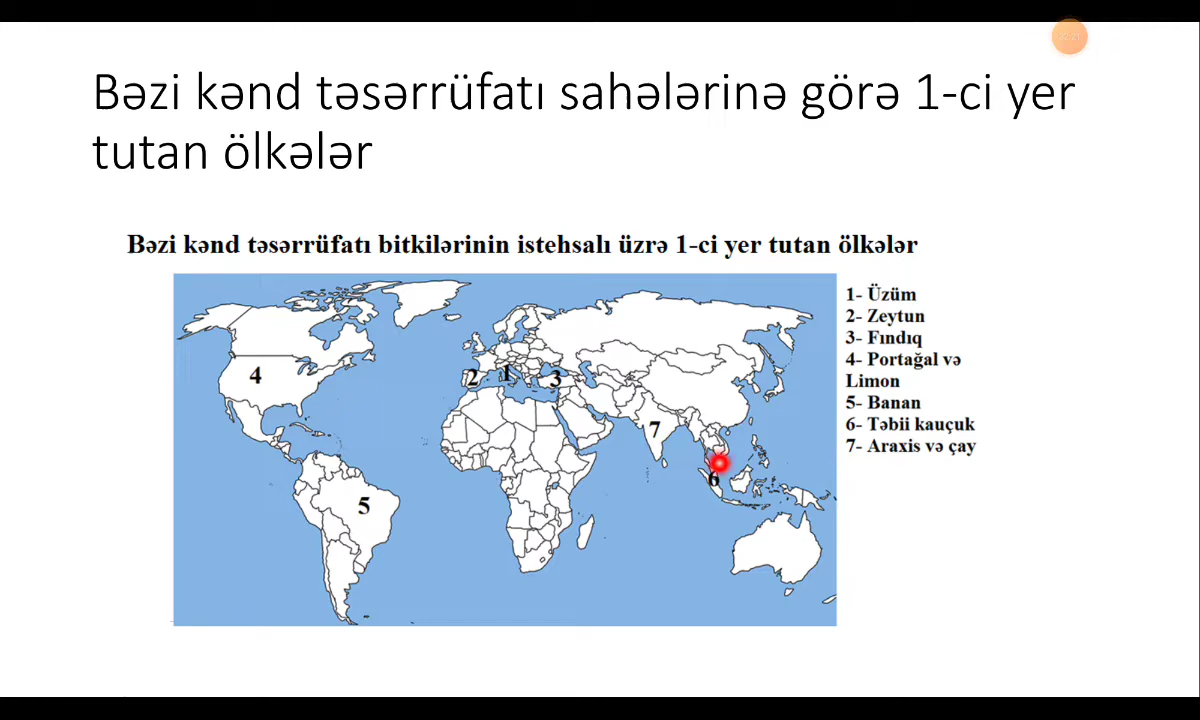 Bəzi kənd təsərrüfatı sahələrinə görə 1-ci yer
tutan ölkələr
Bəzi kənd təsərrüfatı bitkilərinin istehsalı üzrə 1-ci yer tutan ölkələr
1- Üzüm
2- Zeytun
3- Fındıq
4- Portağal və
Limon
5- Banan
6- Təbii kauçuk
7- Araxis və çay
4
2
1
3
7
6
5